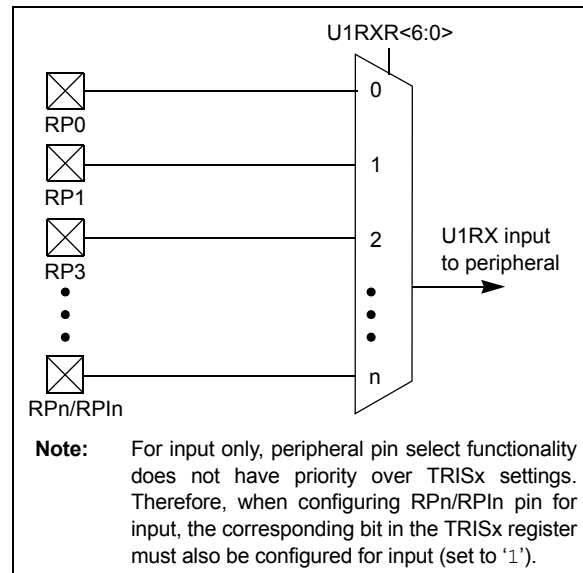 U1RXR<6:0>
RP0
0
RP1
1
RP3
2
U1RX input
to peripheral
RPn/RPIn
n
Note: For input only, peripheral pin select functionality
does not have priority over TRISx settings.
Therefore, when configuring RPn/RPIn pin for
input, the corresponding bit in the TRISx register
must also be configured for input (set to ‘1’).